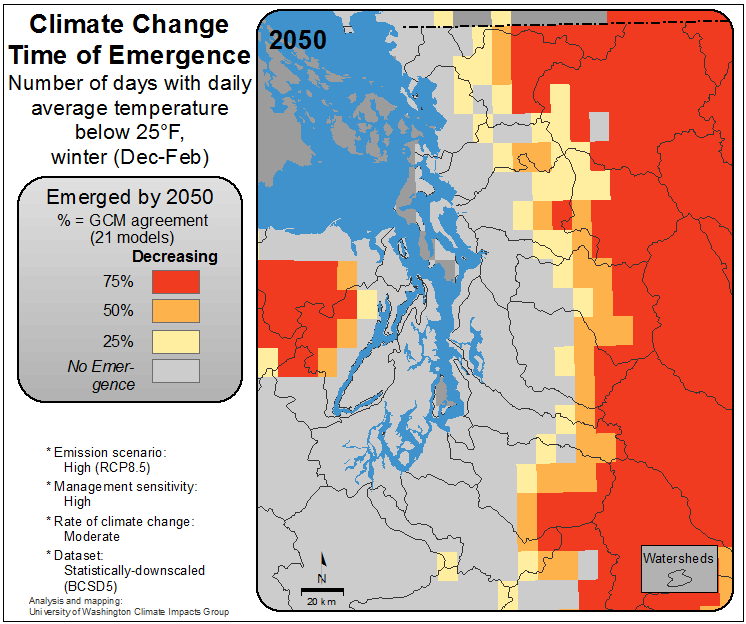 Climate Change
Time of Emergence
Number of days with daily
average temperature
below 25°F,
winter (Dec-Feb)
Emerged by 2050
% = GCM agreement
(21 models)
Decreasing
75%
50%
25%
No Emer-
gence
* Emission scenario:
High (RCP8.5)
* Management sensitivity:
High
* Rate of climate change:
Moderate
* Dataset:
Statistically-downscaled
(BCSD5)
Analysis and mapping:
University of Washington Climate Impacts Group
2050
N
20 km
Watersheds